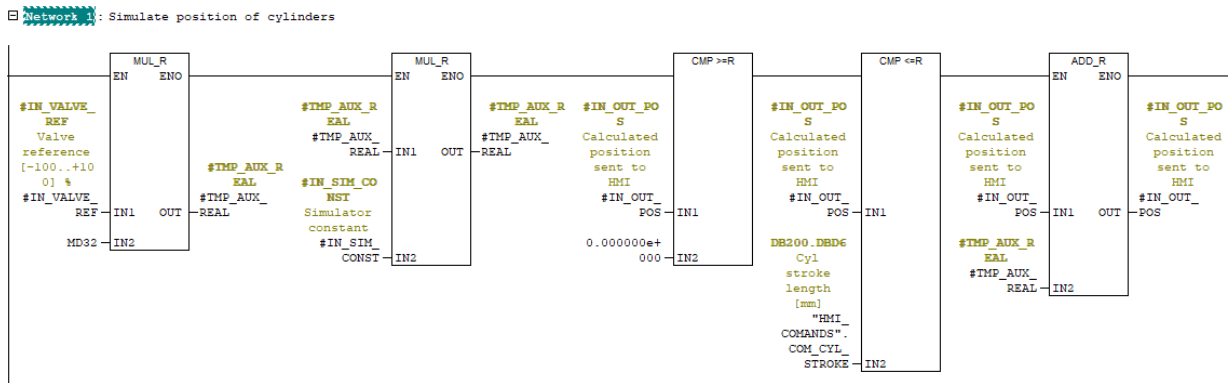 Network 1: Simulate position of cylinders
MUL_R
EN ENO
#IN_VALVE_
REF
Valve
reference
[-100..+10
0] %
#IN_VALVE_
REF IN1 OUT
MD32 IN2
#TMP_AUX_R
EAL
#TMP_AUX_
REAL
MUL_R
EN ENO
#TMP_AUX_R
EAL
#TMP_AUX_
REAL IN1 OUT
#IN_SIM_CO
NST
Simulator
constant
#IN_SIM_
CONST IN2
#TMP_AUX_R
EAL
#TMP_AUX_
REAL
CMP >=R
#IN_OUT_PO
S
Calculated
position
sent to
HMI
#IN_OUT_
POS IN1
0.000000e+
000 IN2
CMP <=R
#IN_OUT_PO
S
Calculated
position
sent to
HMI
#IN_OUT_
POS IN1
DB200.DBD6
Cyl
stroke
length
[mm]
"HMI_
COMANDS".
COM_CYL_
STROKE IN2
ADD_R
EN ENO
#IN_OUT_PO
S
Calculated
position
sent to
HMI
#IN_OUT_
POS IN1 OUT
#TMP_AUX_R
EAL
#TMP_AUX_
REAL IN2
#IN_OUT_PO
S
Calculated
position
sent to
HMI
#IN_OUT_
POS